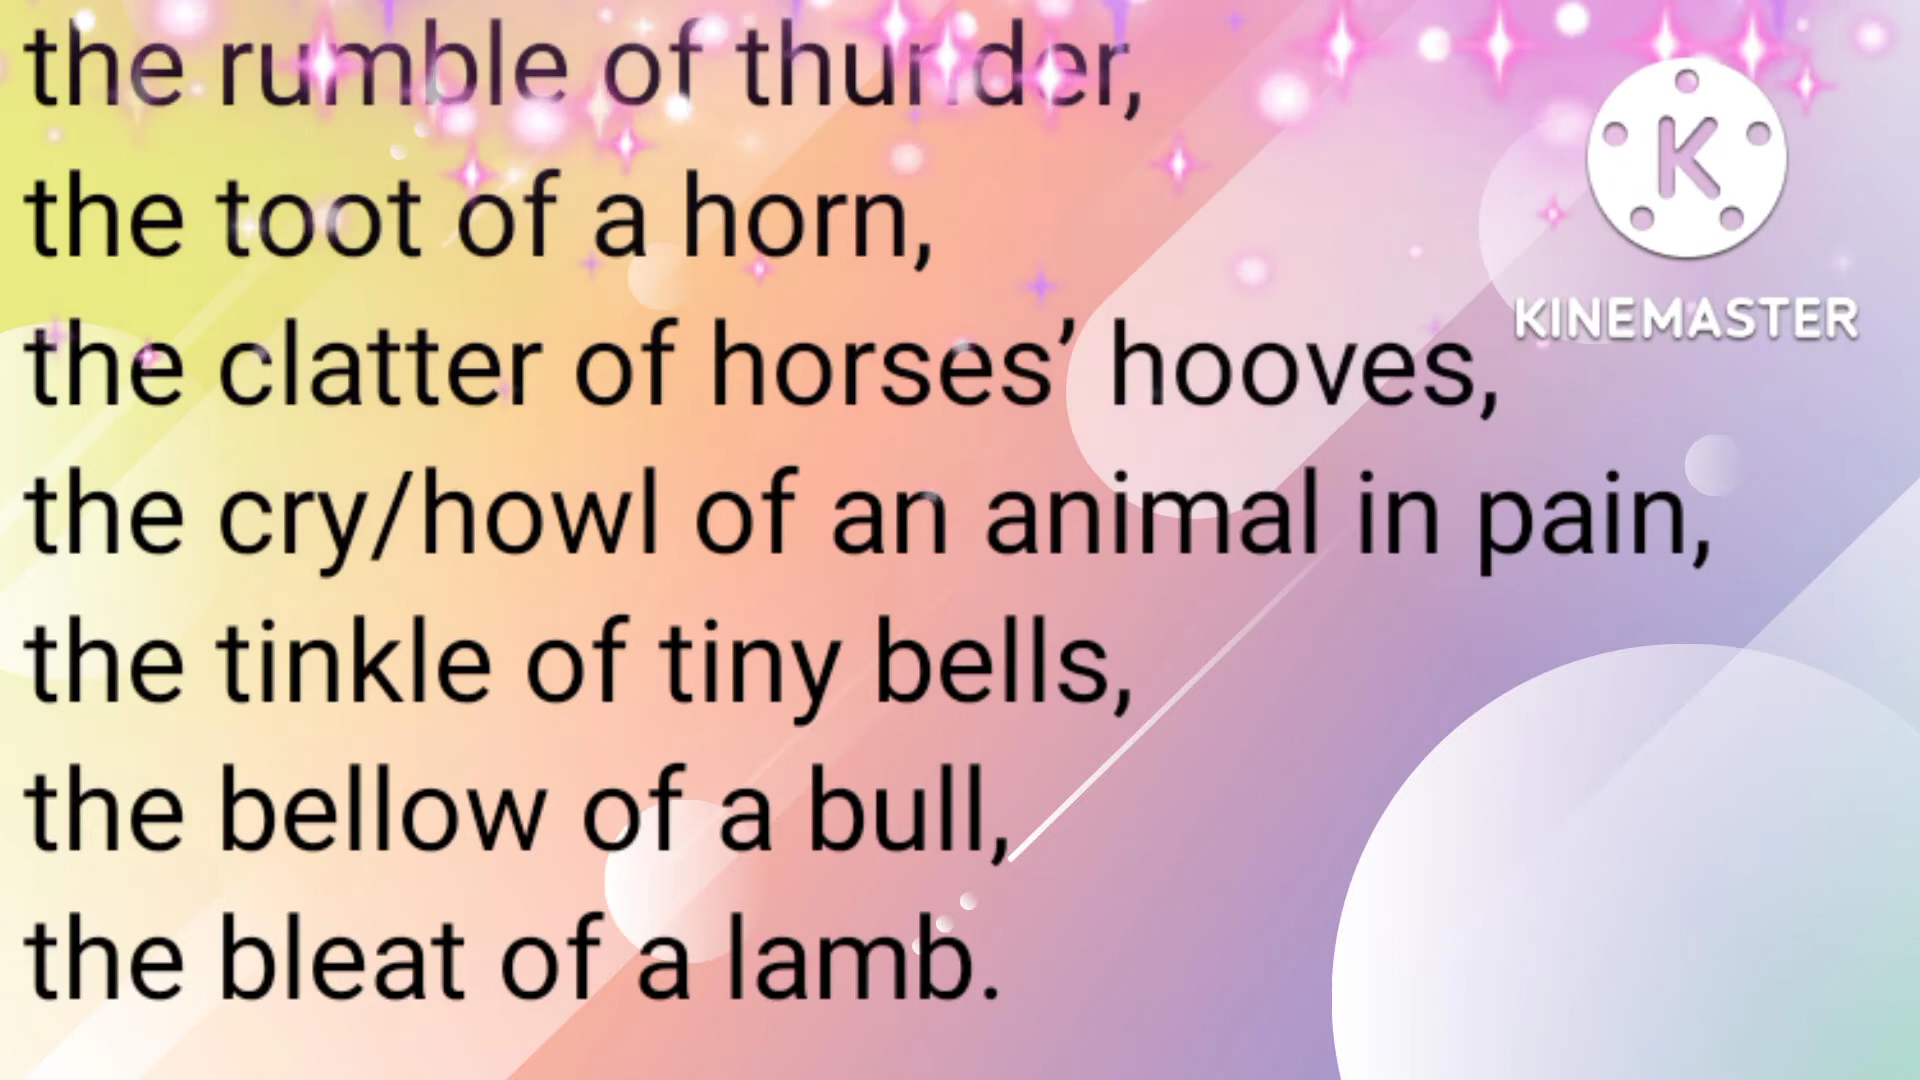 the rumble of thunder,
the toot of a horn,
the clatter of horses’ hooves,
the cry/howl of an animal in pain,
the tinkle of tiny bells,
the bellow of a bull,
the bleat of a lamb.
K
KINEMASTER